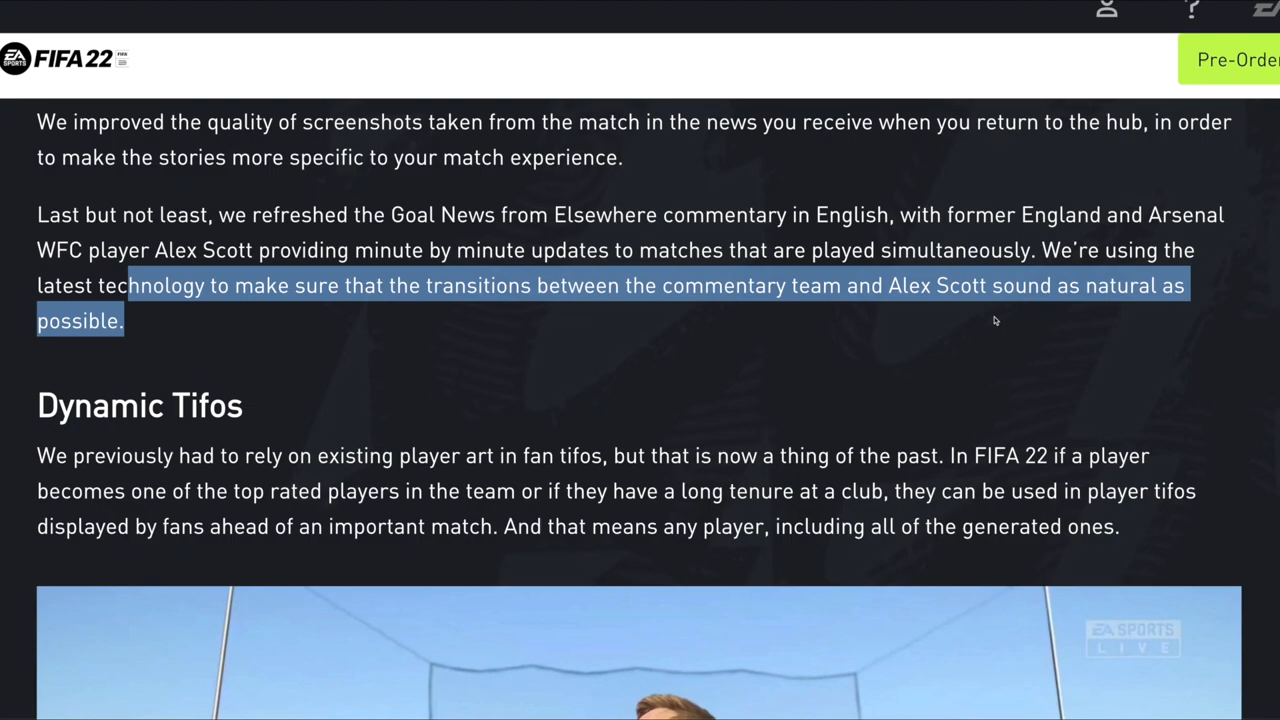 ?
EA
SPORTS
FIFA 22
FIFA
Pre-Order
We improved the quality of screenshots taken from the match in the news you receive when you return to the hub, in order
to make the stories more specific to your match experience.
Last but not least, we refreshed the Goal News from Elsewhere commentary in English, with former England and Arsenal
WFC player Alex Scott providing minute by minute updates to matches that are played simultaneously. We’re using the
latest technology to make sure that the transitions between the commentary team and Alex Scott sound as natural as
possible.
Dynamic Tifos
We previously had to rely on existing player art in fan tifos, but that is now a thing of the past. In FIFA 22 if a player
becomes one of the top rated players in the team or if they have a long tenure at a club, they can be used in player tifos
displayed by fans ahead of an important match. And that means any player, including all of the generated ones.
EA SPORTS
LIVE